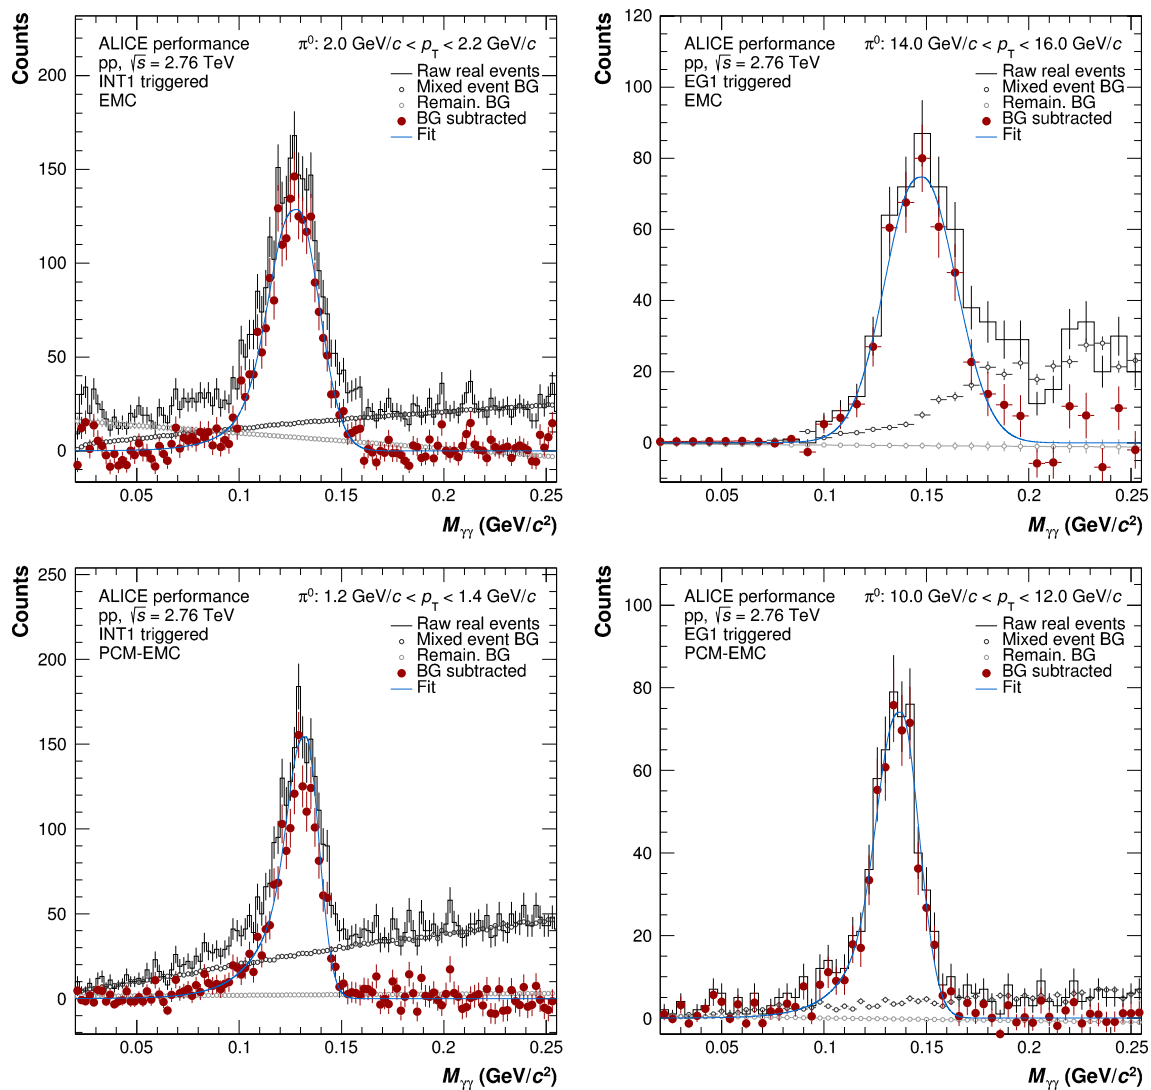 Counts
200
150
100
50
0
ALICE performance
pp, √s = 2.76 TeV
INT1 triggered
EMC
π⁰: 2.0 GeV/c < pT < 2.2 GeV/c
Raw real events
Mixed event BG
Remain. BG
BG subtracted
Fit
0.05 0.1 0.15 0.2 0.25
Mγγ (GeV/c²)
Counts
120
100
80
60
40
20
0
ALICE performance
pp, √s = 2.76 TeV
EG1 triggered
EMC
π⁰: 14.0 GeV/c < pT < 16.0 GeV/c
Raw real events
Mixed event BG
Remain. BG
BG subtracted
Fit
0.05 0.1 0.15 0.2 0.25
Mγγ (GeV/c²)
Counts
250
200
150
100
50
0
ALICE performance
pp, √s = 2.76 TeV
INT1 triggered
PCM-EMC
π⁰: 1.2 GeV/c < pT < 1.4 GeV/c
Raw real events
Mixed event BG
Remain. BG
BG subtracted
Fit
0.05 0.1 0.15 0.2 0.25
Mγγ (GeV/c²)
Counts
100
80
60
40
20
0
ALICE performance
pp, √s = 2.76 TeV
EG1 triggered
PCM-EMC
π⁰: 10.0 GeV/c < pT < 12.0 GeV/c
Raw real events
Mixed event BG
Remain. BG
BG subtracted
Fit
0.05 0.1 0.15 0.2 0.25
Mγγ (GeV/c²)